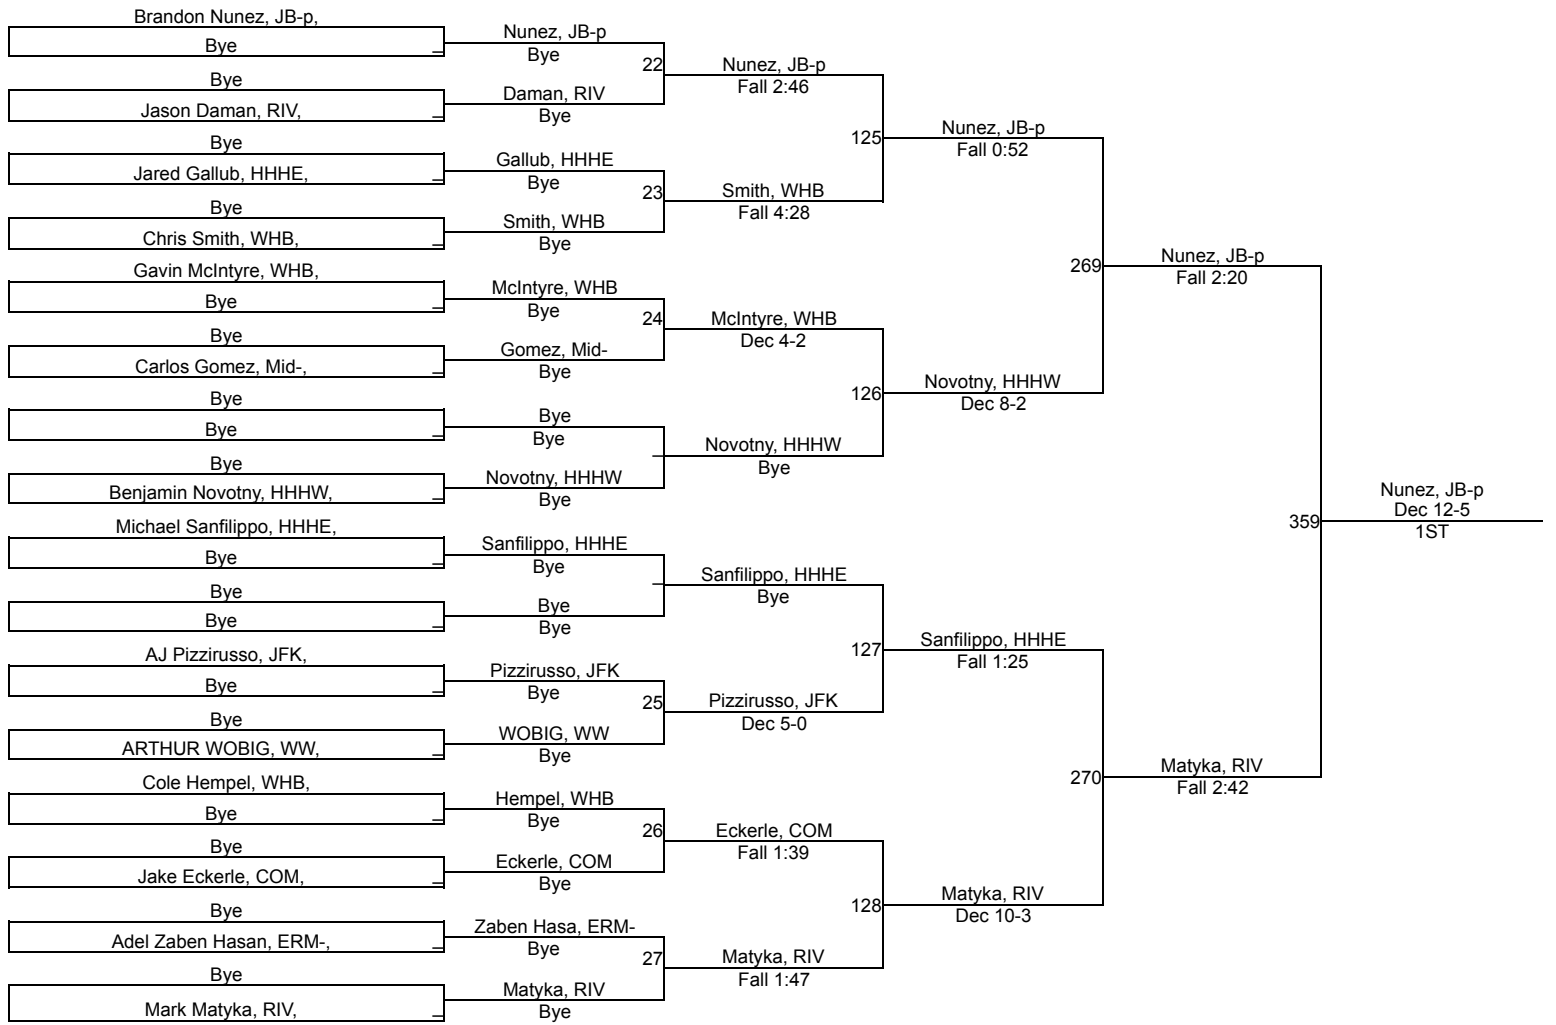 Brandon Nunez, JB-p,
Bye
Bye
Jason Daman, RIV,
Bye
Jared Gallub, HHHE,
Bye
Chris Smith, WHB,
Gavin McIntyre, WHB,
Bye
Bye
Carlos Gomez, Mid-,
Bye
Bye
Bye
Benjamin Novotny, HHHW,
Michael Sanfilippo, HHHE,
Bye
Bye
Bye
AJ Pizzirusso, JFK,
Bye
Bye
ARTHUR WOBIG, WW,
Cole Hempel, WHB,
Bye
Bye
Jake Eckerle, COM,
Bye
Adel Zaben Hasan, ERM-,
Bye
Mark Matyka, RIV,
Nunez, JB-p
Bye
22
Daman, RIV
Bye
Gallub, HHHE
Bye
23
Smith, WHB
Bye
McIntyre, WHB
Bye
24
Gomez, Mid-
Bye
Bye
Bye
Novotny, HHHW
Bye
Sanfilippo, HHHE
Bye
Bye
Bye
Pizzirusso, JFK
Bye
25
WOBIG, WW
Bye
Hempel, WHB
Bye
26
Eckerle, COM
Bye
Zaben Hasa, ERM-
Bye
27
Matyka, RIV
Bye
Nunez, JB-p
Fall 2:46
125
Smith, WHB
Fall 4:28
McIntyre, WHB
Dec 4-2
126
Novotny, HHHW
Bye
Sanfilippo, HHHE
Bye
127
Pizzirusso, JFK
Dec 5-0
Eckerle, COM
Fall 1:39
128
Matyka, RIV
Fall 1:47
Nunez, JB-p
Fall 0:52
269
Novotny, HHHW
Dec 8-2
Sanfilippo, HHHE
Fall 1:25
270
Matyka, RIV
Dec 10-3
Nunez, JB-p
Fall 2:20
359
Matyka, RIV
Fall 2:42
Nunez, JB-p
Dec 12-5
1ST